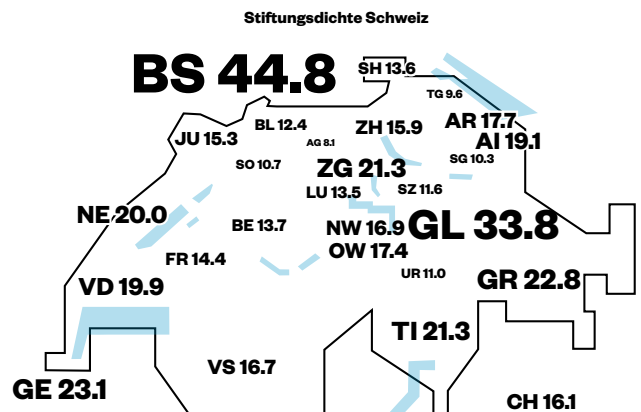 Stiftungsdichte Schweiz
BS 44.8
SH 13.6
TG 9.6
BL 12.4
ZH 15.9
AR 17.7
JU 15.3
AG 8.1
AI 19.1
SO 10.7
ZG 21.3
SG 10.3
LU 13.5
SZ 11.6
NE 20.0
BE 13.7
NW 16.9
GL 33.8
OW 17.4
FR 14.4
UR 11.0
VD 19.9
GR 22.8
TI 21.3
VS 16.7
GE 23.1
CH 16.1